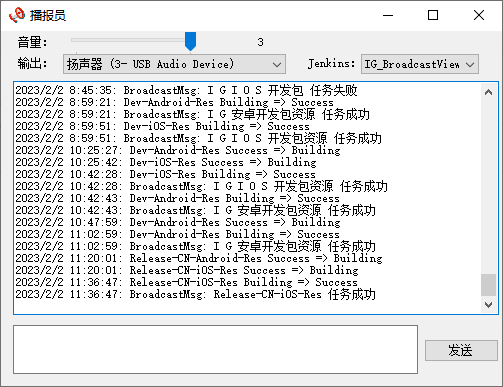 播报员
音量: 3
输出: 扬声器 (3- USB Audio Device) Jenkins: IG_BroadcastView
2023/2/2 8:45:35: BroadcastMsg: I G I O S 开发包 任务失败
2023/2/2 8:59:21: Dev-Android-Res Building => Success
2023/2/2 8:59:21: BroadcastMsg: I G 安卓开发包资源 任务成功
2023/2/2 8:59:51: Dev-iOS-Res Building => Success
2023/2/2 8:59:51: BroadcastMsg: I G I O S 开发包资源 任务成功
2023/2/2 10:25:27: Dev-Android-Res Success => Building
2023/2/2 10:25:42: Dev-iOS-Res Success => Building
2023/2/2 10:42:28: Dev-iOS-Res Building => Success
2023/2/2 10:42:28: BroadcastMsg: I G I O S 开发包资源 任务成功
2023/2/2 10:42:43: Dev-Android-Res Building => Success
2023/2/2 10:42:43: BroadcastMsg: I G 安卓开发包资源 任务成功
2023/2/2 10:47:59: Dev-Android-Res Success => Building
2023/2/2 11:02:59: Dev-Android-Res Building => Success
2023/2/2 11:02:59: BroadcastMsg: I G 安卓开发包资源 任务成功
2023/2/2 11:20:01: Release-CN-Android-Res Success => Building
2023/2/2 11:20:01: Release-CN-iOS-Res Success => Building
2023/2/2 11:36:47: Release-CN-iOS-Res Building => Success
2023/2/2 11:36:47: BroadcastMsg: Release-CN-iOS-Res 任务成功
发送